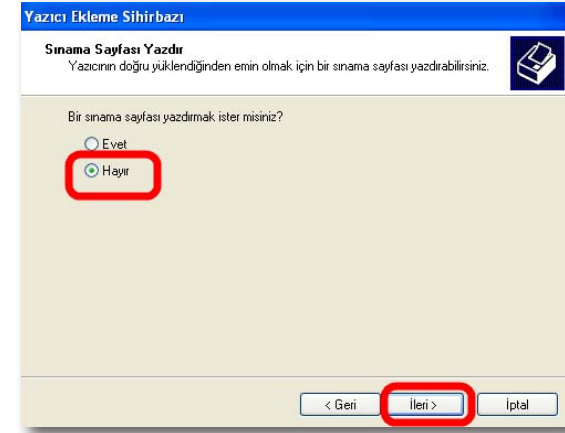 Yazıcı Ekleme Sihirbazı
Sınama Sayfası Yazdır
Yazıcının doğru yüklendiğinden emin olmak için bir sınama sayfası yazdırabilirsiniz.
Bir sınama sayfası yazdırmak ister misiniz?
Evet
Hayır
< Geri İleri > İptal